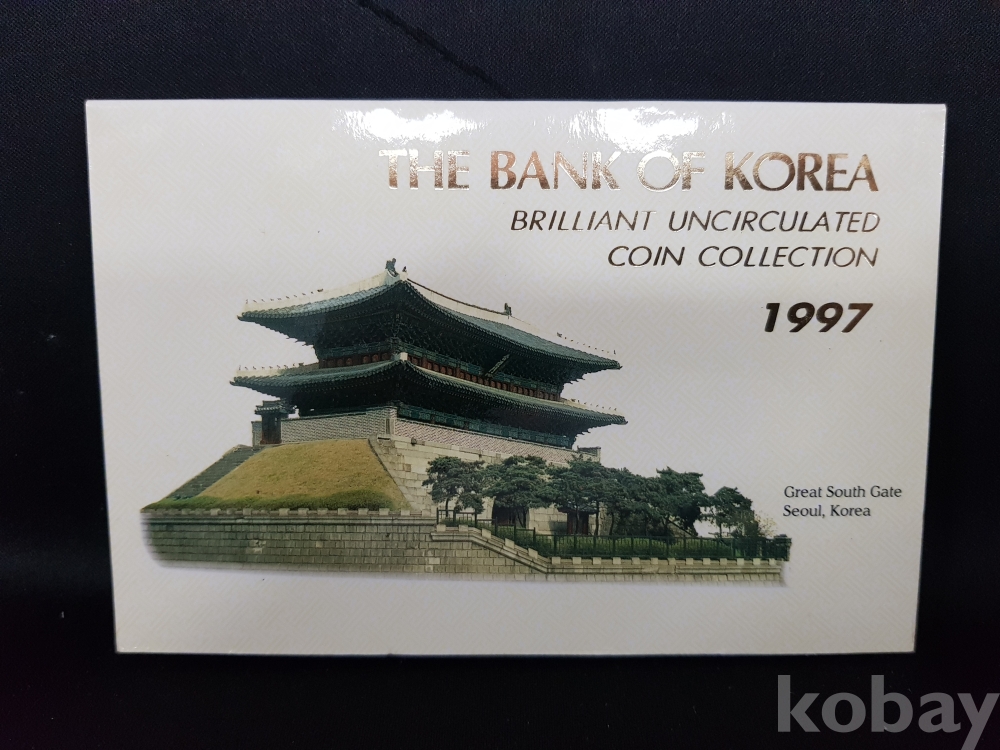 THE BANK OF KOREA
BRILLIANT UNCIRCULATED
COIN COLLECTION
1997
Great South Gate
Seoul, Korea
kobay